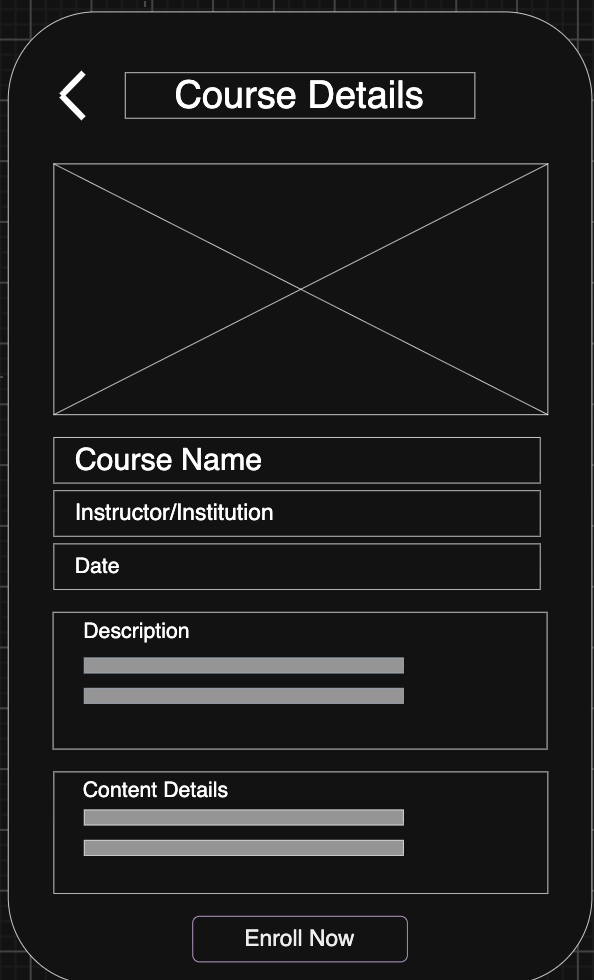 Course Details
Course Name
Instructor/Institution
Date
Description
Content Details
Enroll Now